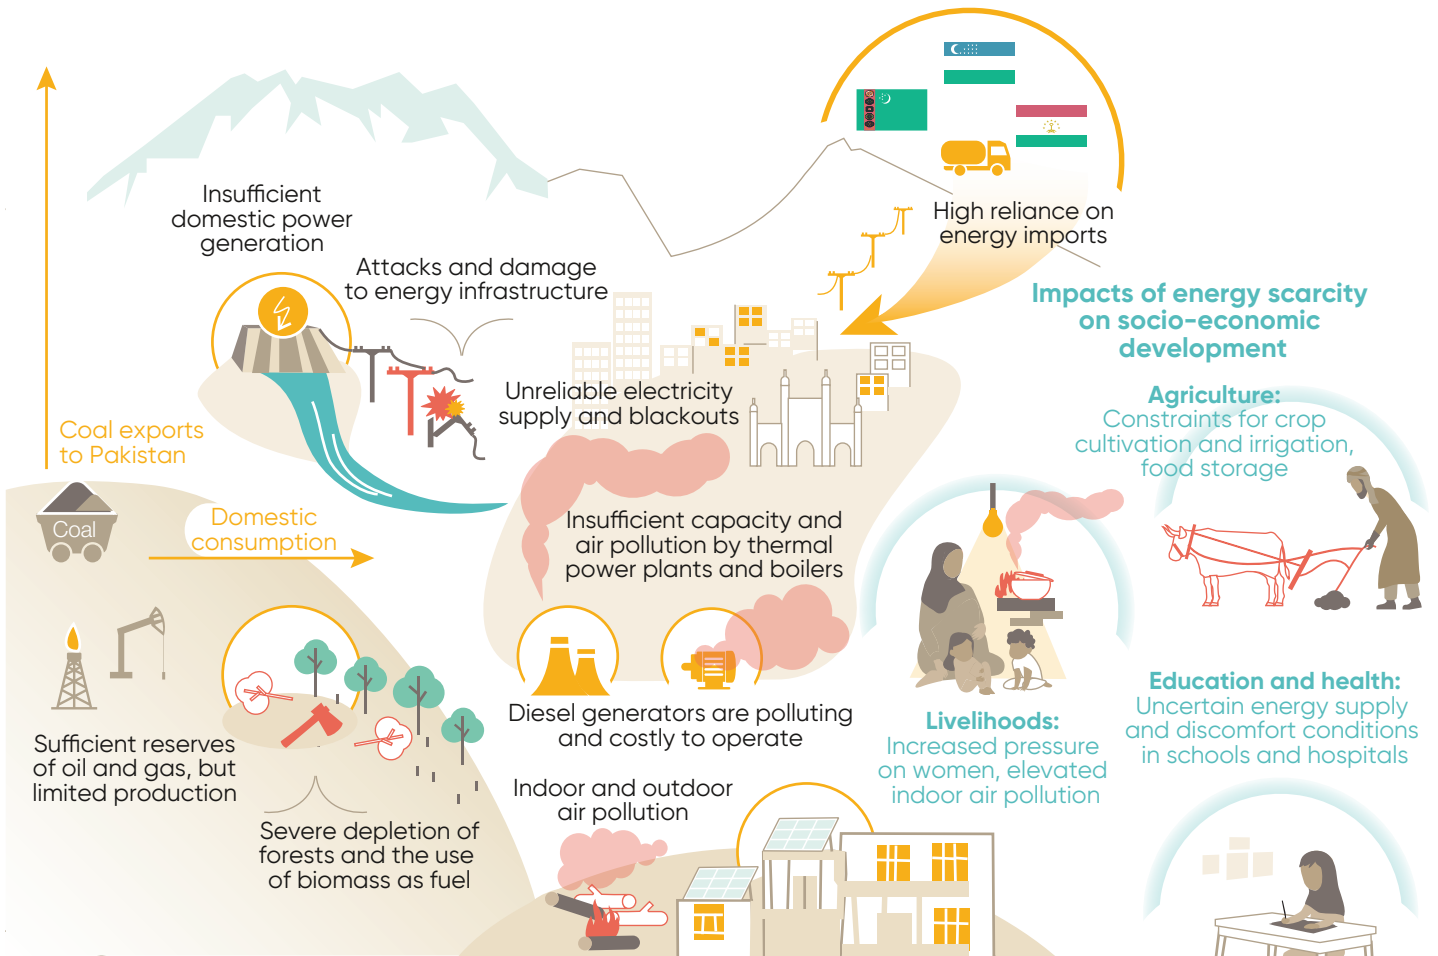 Insufficient
domestic power
generation
Attacks and damage
to energy infrastructure
High reliance on
energy imports
Unreliable electricity
supply and blackouts
Coal exports
to Pakistan
Coal
Domestic
consumption
Insufficient capacity and
air pollution by thermal
power plants and boilers
Sufficient reserves
of oil and gas, but
limited production
Severe depletion of
forests and the use
of biomass as fuel
Diesel generators are polluting
and costly to operate
Indoor and outdoor
air pollution
Impacts of energy scarcity
on socio-economic
development
Agriculture:
Constraints for crop
cultivation and irrigation,
food storage
Livelihoods:
Increased pressure
on women, elevated
indoor air pollution
Education and health:
Uncertain energy supply
and discomfort conditions
in schools and hospitals